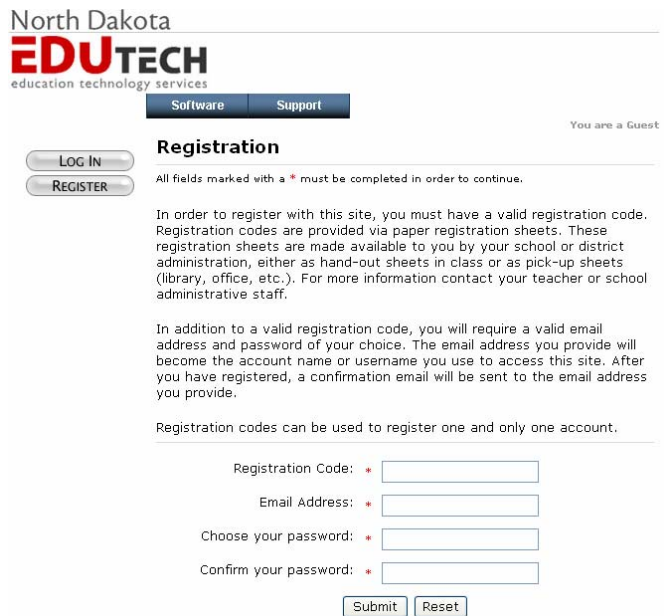 North Dakota
EDUTECH
education technology services
Software Support
You are a Guest
LOG IN
REGISTER
Registration
All fields marked with a * must be completed in order to continue.
In order to register with this site, you must have a valid registration code.
Registration codes are provided via paper registration sheets. These
registration sheets are made available to you by your school or district
administration, either as hand-out sheets in class or as pick-up sheets
(library, office, etc.). For more information contact your teacher or school
administrative staff.
In addition to a valid registration code, you will require a valid email
address and password of your choice. The email address you provide will
become the account name or username you use to access this site. After
you have registered, a confirmation email will be sent to the email address
you provide.
Registration codes can be used to register one and only one account.
Registration Code: *
Email Address: *
Choose your password: *
Confirm your password: *
Submit Reset